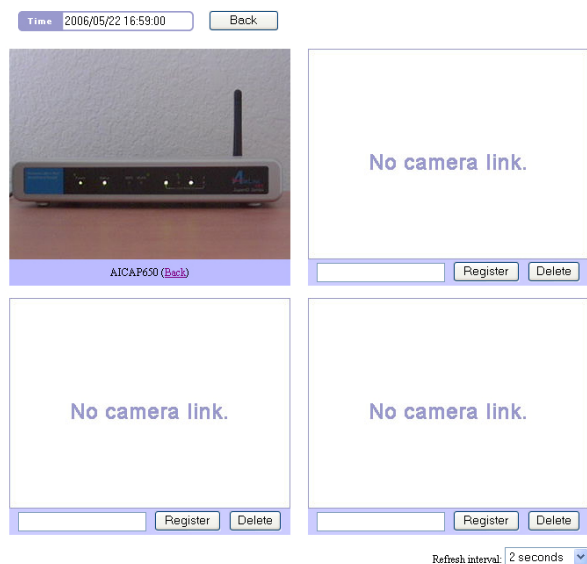 Time 2006/05/22 16:59:00 Back
No camera link.
AICAP650 (Back)
Register Delete
No camera link.
No camera link.
Register Delete
Register Delete
Refresh interval: 2 seconds